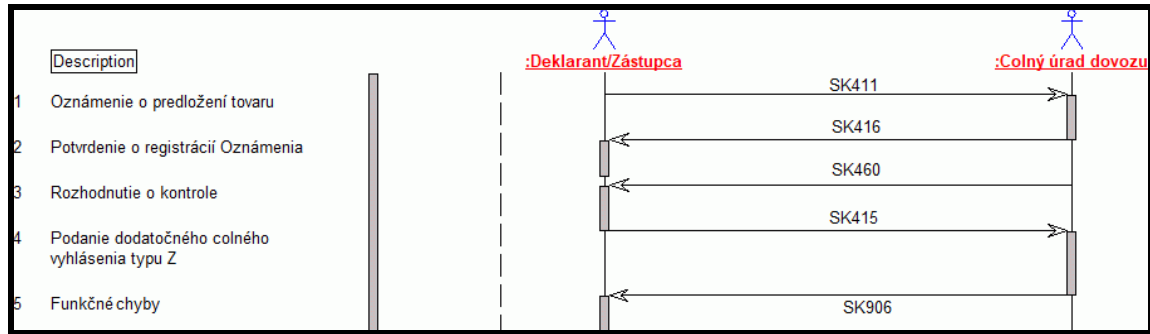 Description
:Deklarant/Zástupca
:Colný úrad dovozu
1 Oznámenie o predložení tovaru
SK411
2 Potvrdenie o registrácií Oznámenia
SK416
3 Rozhodnutie o kontrole
SK460
4 Podanie dodatočného colného
vyhlásenia typu Z
SK415
5 Funkčné chyby
SK906